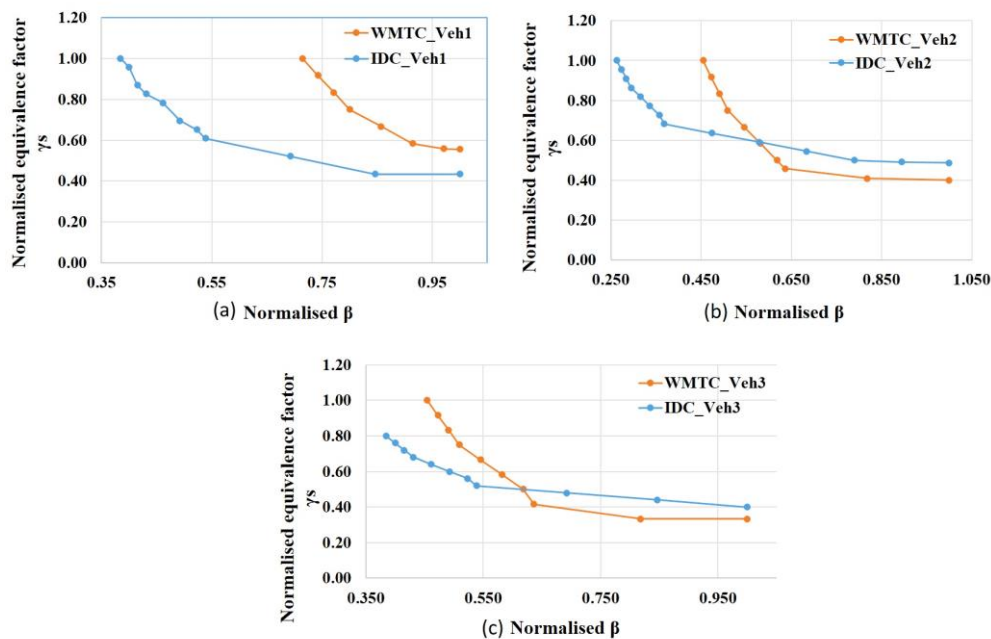 1.20
1.00
0.80
0.60
0.40
0.20
0.00
Normalised equivalence factor
γs
WMTC_Veh1
IDC_Veh1
0.35
0.55
0.75
0.95
(a) Normalised β
1.20
1.00
0.80
0.60
0.40
0.20
0.00
Normalised equivalence factor
γs
WMTC_Veh2
IDC_Veh2
0.250
0.450
0.650
0.850
1.050
Normalised β
(b)
1.20
1.00
0.80
0.60
0.40
0.20
0.00
Normalised equivalence factor
γs
WMTC_Veh3
IDC_Veh3
0.350
0.550
0.750
0.950
(c) Normalised β